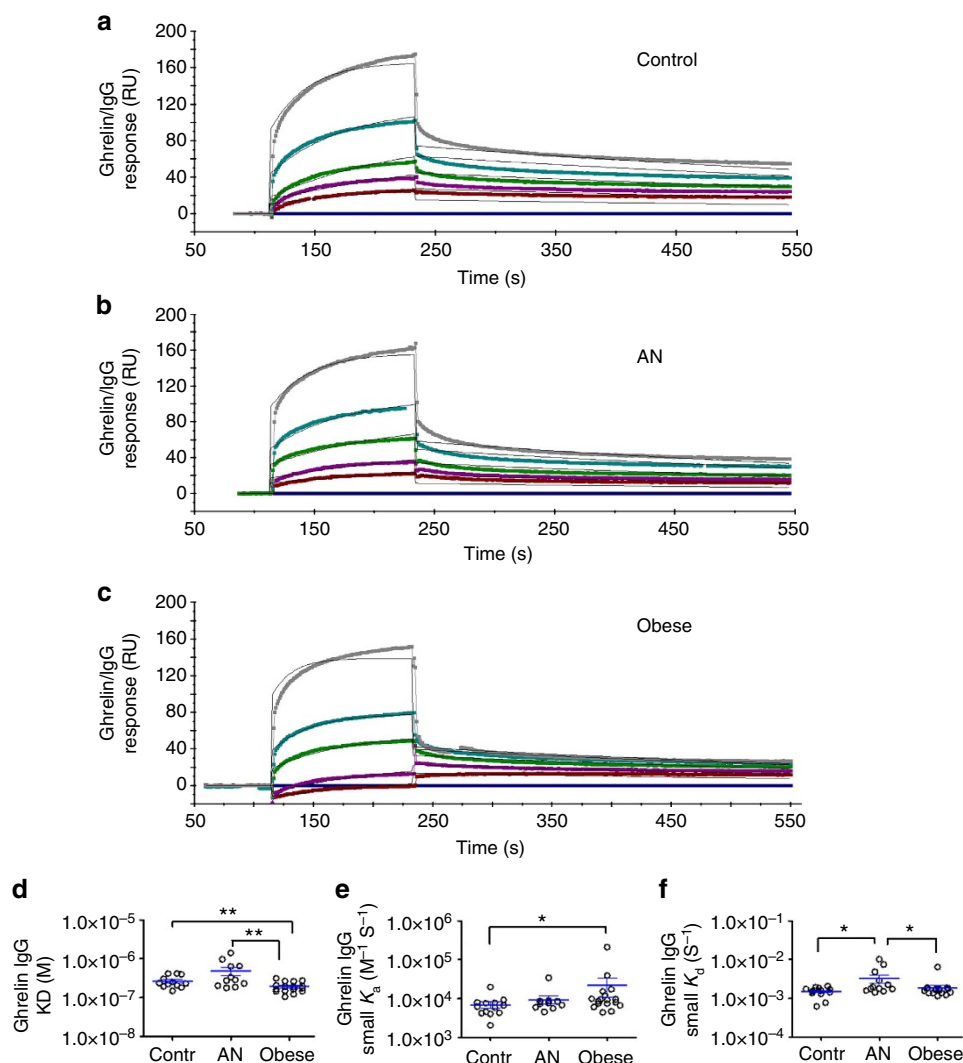 a
200
160
120
80
40
0
Ghrelin/IgG
response (RU)
Control
50
150
250
350
450
550
Time (s)
b
200
160
120
80
40
0
Ghrelin/IgG
response (RU)
AN
50
150
250
350
450
550
Time (s)
c
200
160
120
80
40
0
Ghrelin/IgG
response (RU)
Obese
50
150
250
350
450
550
Time (s)
d
Ghrelin IgG
KD (M)
1.0×10⁻⁵
1.0×10⁻⁶
1.0×10⁻⁷
1.0×10⁻⁸
**
**
Contr
AN
Obese
e
Ghrelin IgG
small Kₐ (M⁻¹ S⁻¹)
1.0×10⁶
1.0×10⁵
1.0×10⁴
1.0×10³
*
Contr
AN
Obese
f
Ghrelin IgG
small K_d (S⁻¹)
1.0×10⁻¹
1.0×10⁻²
1.0×10⁻³
1.0×10⁻⁴
*
*
Contr
AN
Obese